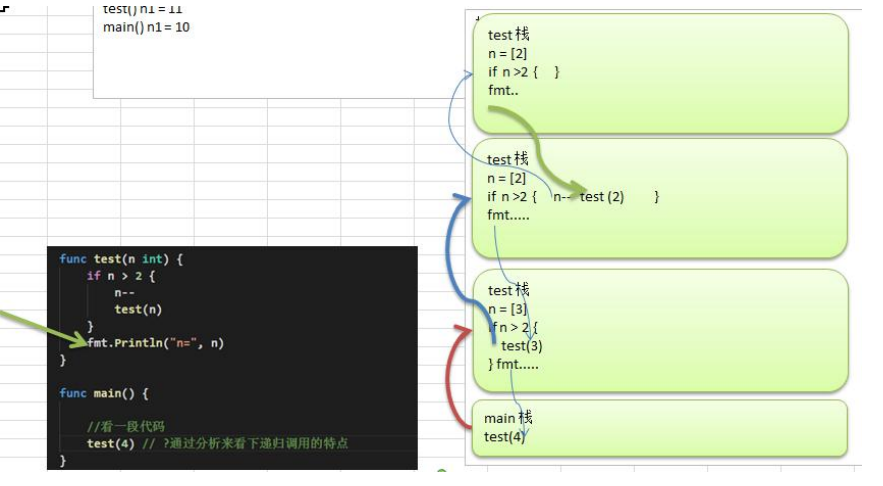 test() n1 = 11
main() n1 = 10
func test(n int) {
if n > 2 {
n--
test(n)
}
fmt.Println("n=", n)
}
func main() {
//看一段代码
test(4) // ?通过分析来看下递归调用的特点
}
test 栈
n = [2]
if n >2 { }
fmt..
test 栈
n = [2]
if n >2 { n-- test (2) }
fmt.....
test 栈
n = [3]
if n > 2 {
test(3)
} fmt.....
main 栈
test(4)